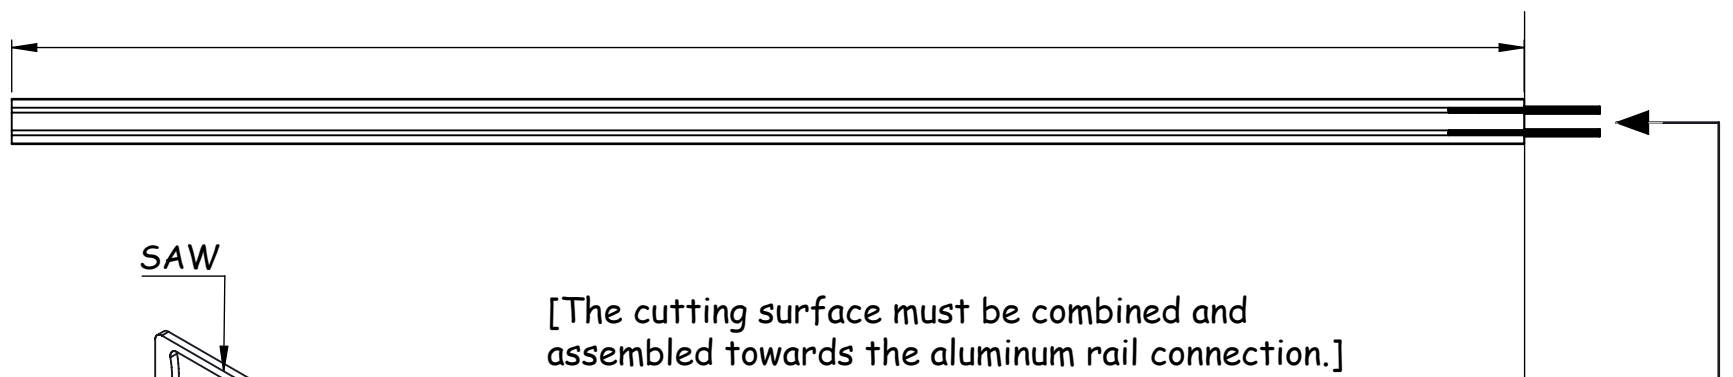 SAW
[The cutting surface must be combined and
assembled towards the aluminum rail connection.]